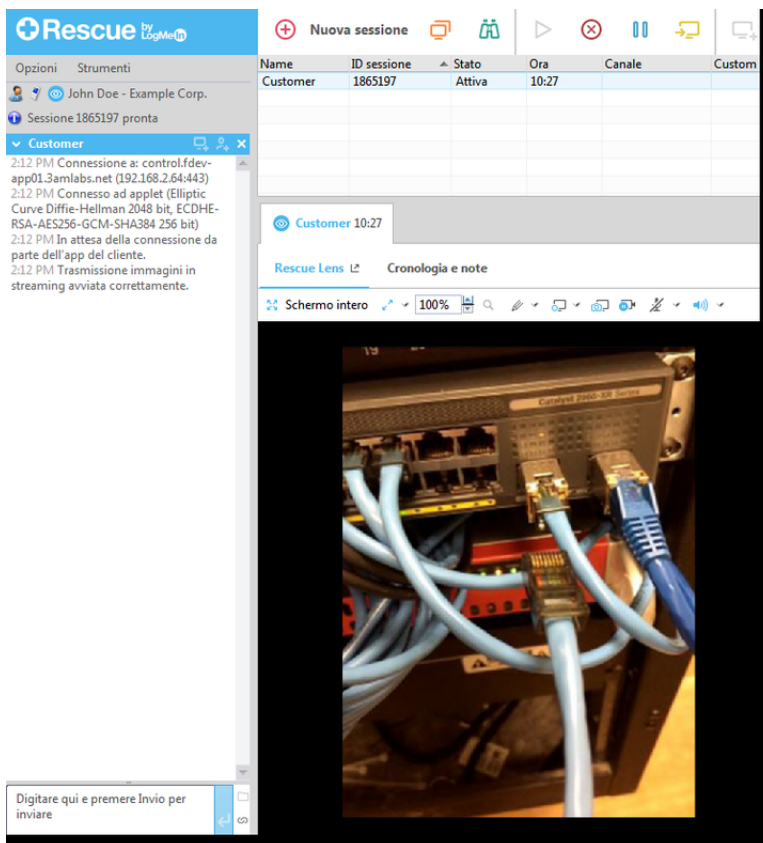 Rescue by LogMeIn
Opzioni Strumenti
John Doe - Example Corp.
Sessione 1865197 pronta
Customer
2:12 PM Connessione a: control.fdev-
app01.3amlabs.net (192.168.2.64:443)
2:12 PM Connesso ad applet (Elliptic
Curve Diffie-Hellman 2048 bit, ECDHE-
RSA-AES256-GCM-SHA384 256 bit)
2:12 PM In attesa della connessione da
parte dell'app del cliente.
2:12 PM Trasmissione immagini in
streaming avviata correttamente.
Digitare qui e premere Invio per
inviare
Nuova sessione
Name ID sessione Stato Ora Canale Custom
Customer 1865197 Attiva 10:27
Customer 10:27
Rescue Lens Cronologia e note
Schermo intero 100%
19
Catalyst 2960-XR Series